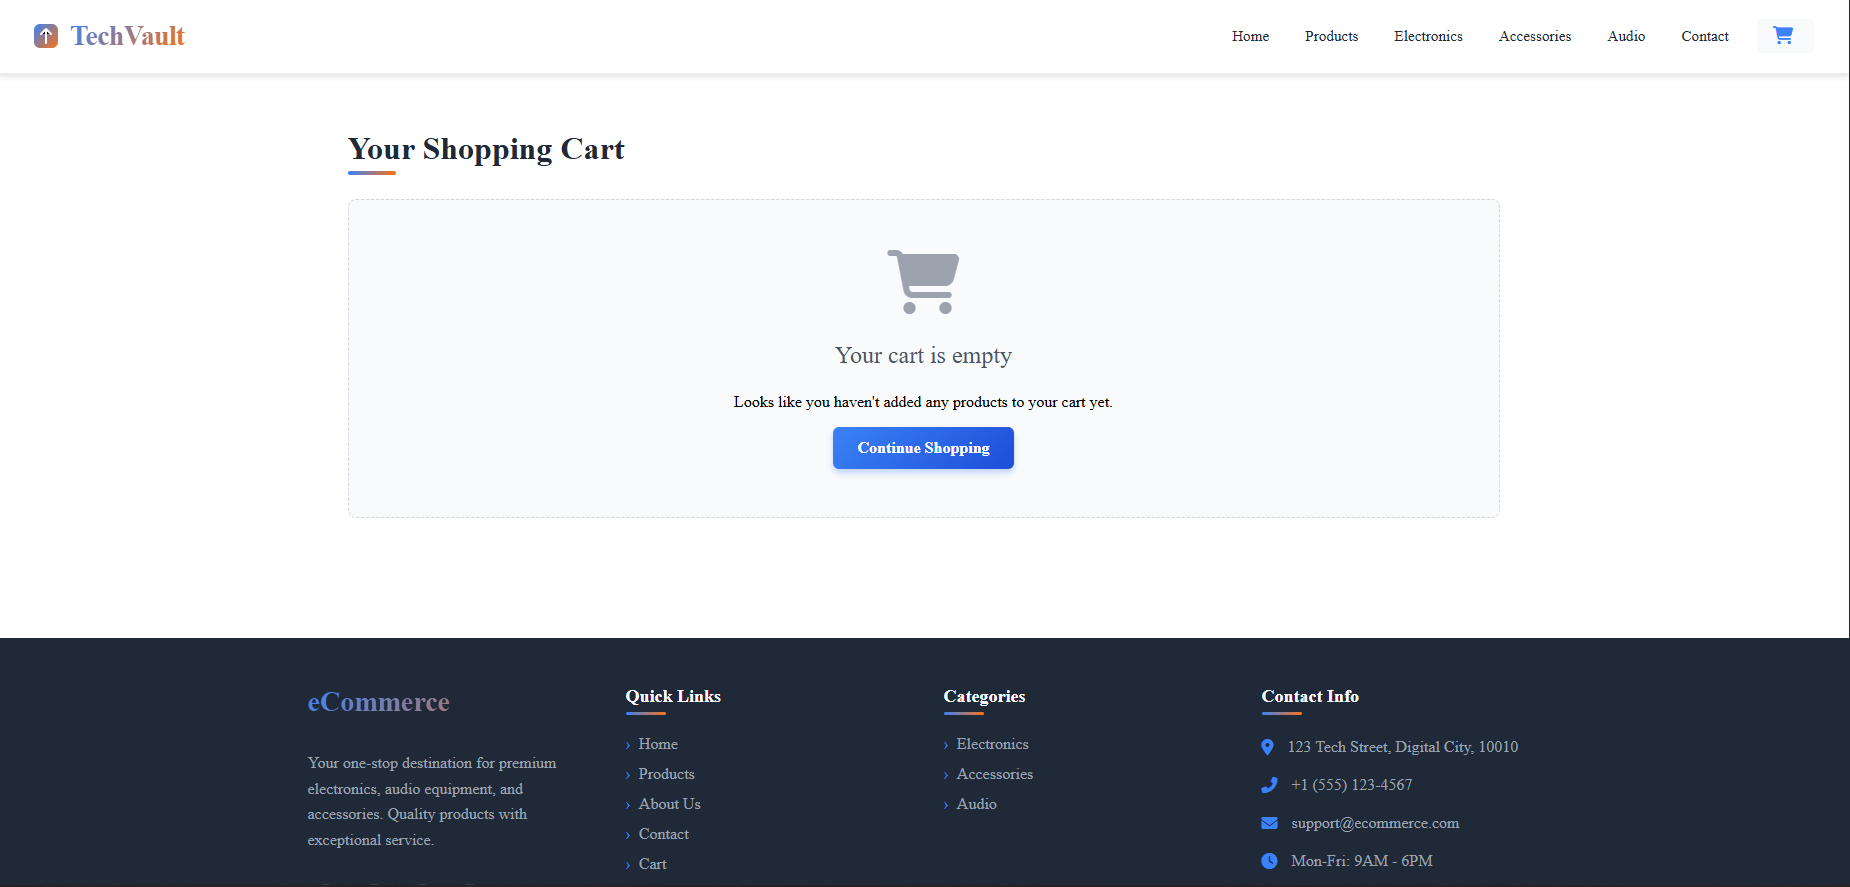 TechVault
Home
Products
Electronics
Accessories
Audio
Contact
Your Shopping Cart
Your cart is empty
Looks like you haven't added any products to your cart yet.
Continue Shopping
eCommerce
Your one-stop destination for premium
electronics, audio equipment, and
accessories. Quality products with
exceptional service.
Quick Links
› Home
› Products
› About Us
› Contact
› Cart
Categories
› Electronics
› Accessories
› Audio
Contact Info
123 Tech Street, Digital City, 10010
+1 (555) 123-4567
support@ecommerce.com
Mon-Fri: 9AM - 6PM